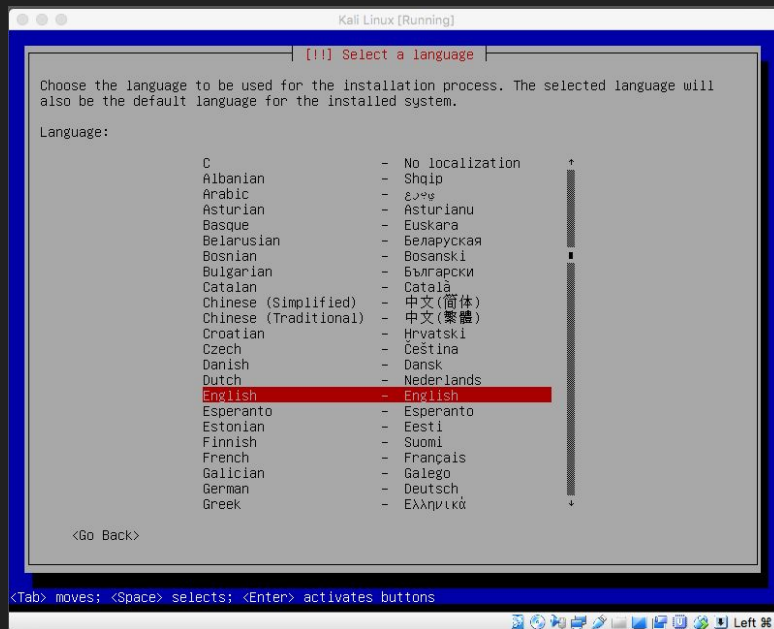 Kali Linux [Running]
[!!] Select a language
Choose the language to be used for the installation process. The selected language will
also be the default language for the installed system.
Language:
C - No localization
Albanian - Shqip
Arabic - عربي
Asturian - Asturianu
Basque - Euskara
Belarusian - Беларуская
Bosnian - Bosanski
Bulgarian - Български
Catalan - Català
Chinese (Simplified) - 中文(简体)
Chinese (Traditional) - 中文(繁體)
Croatian - Hrvatski
Czech - Čeština
Danish - Dansk
Dutch - Nederlands
English - English
Esperanto - Esperanto
Estonian - Eesti
Finnish - Suomi
French - Français
Galician - Galego
German - Deutsch
Greek - Ελληνικά
<Go Back>
<Tab> moves; <Space> selects; <Enter> activates buttons
Left ⌘